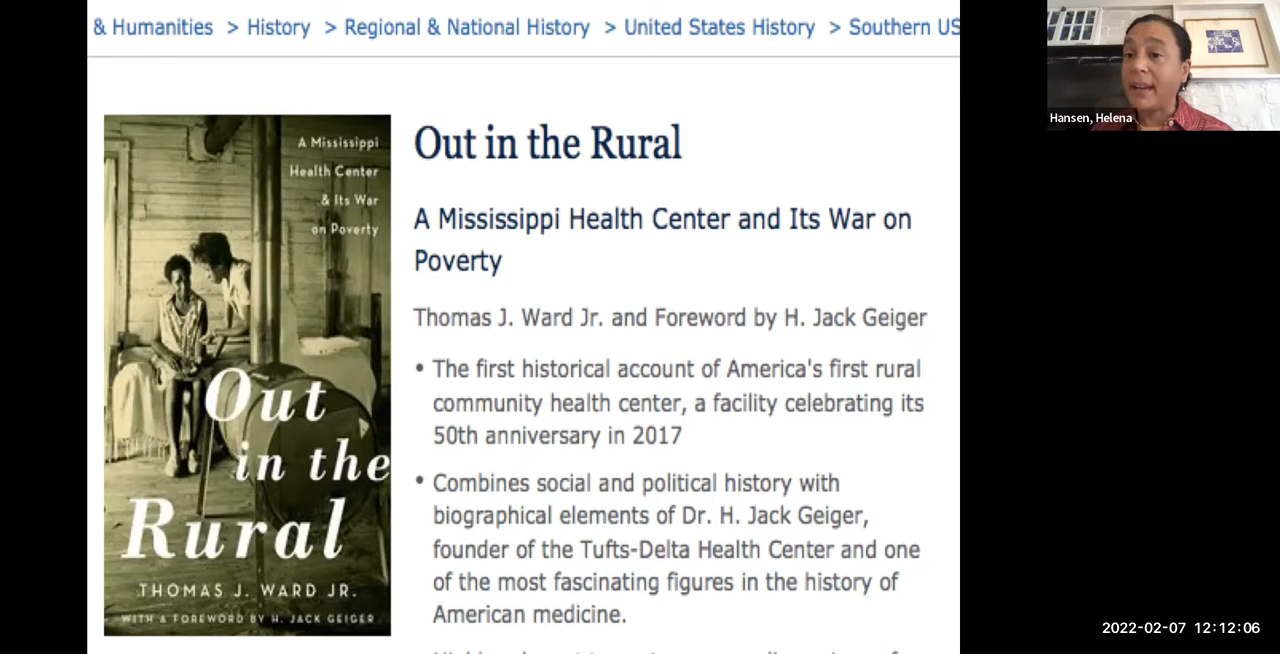 & Humanities > History > Regional & National History > United States History > Southern US
A Mississippi
Health Center
& Its War
on Poverty
Out
in the
Rural
THOMAS J. WARD JR.
WITH A FOREWORD BY H. JACK GEIGER
Out in the Rural
A Mississippi Health Center and Its War on
Poverty
Thomas J. Ward Jr. and Foreword by H. Jack Geiger
• The first historical account of America's first rural
community health center, a facility celebrating its
50th anniversary in 2017
• Combines social and political history with
biographical elements of Dr. H. Jack Geiger,
founder of the Tufts-Delta Health Center and one
of the most fascinating figures in the history of
American medicine.
Hansen, Helena
2022-02-07 12:12:06